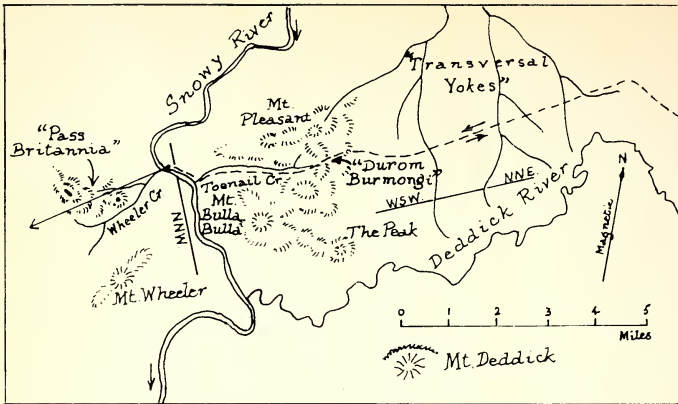 Snowy River
"Transversal
Yokes"
Mt.
Pleasant
"Pass
Britannia"
"Durom
Burmongi"
Toenail Cr.
Mt.
Bulla
Bulla
Wheeler Cr
NNW
WSW.
NNE.
The Peak
Deddick River
N
Magnetic
Mt. Wheeler
0 1 2 3 4 5
Miles
Mt. Deddick